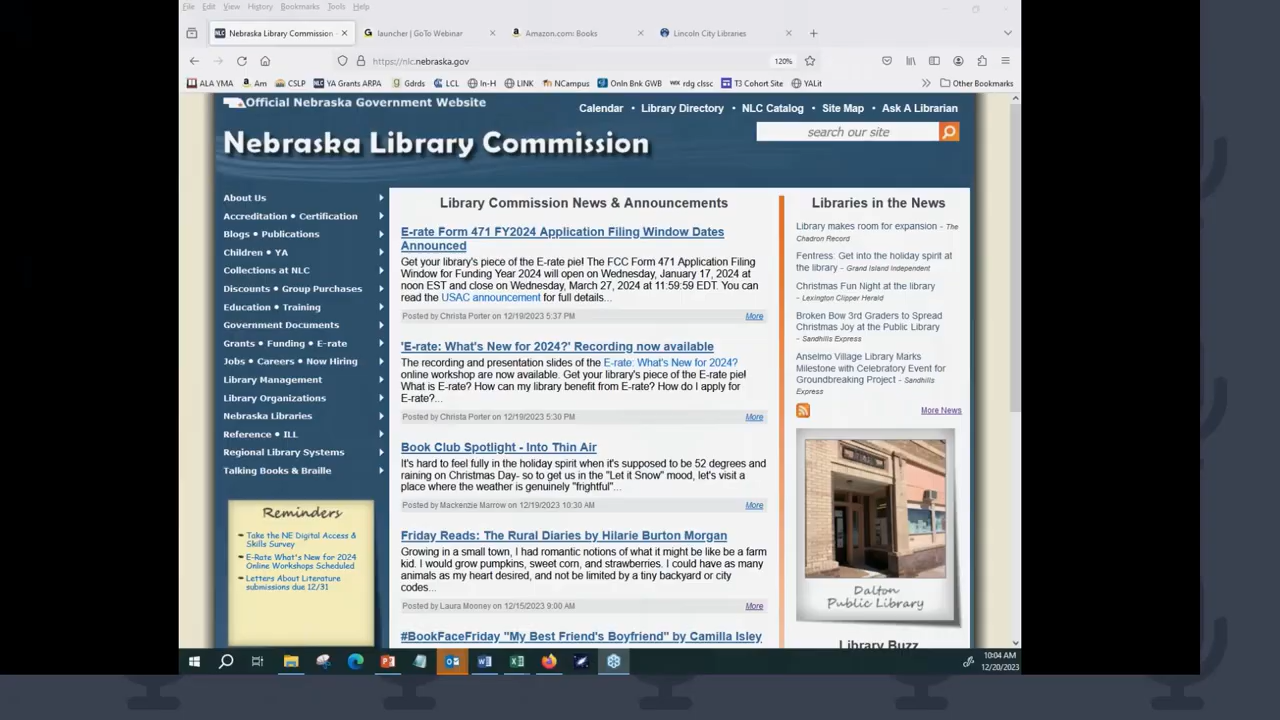 File Edit View History Bookmarks Tools Help
Nebraska Library Commission - launcher | GoTo Webinar Amazon.com: Books Lincoln City Libraries
https://nlc.nebraska.gov 120%
ALA YMA Am CSLP YA Grants ARPA Gdrds LCL In-H LINK NCampus Onln Bnk GWB rdg clssc T3 Cohort Site YALit Other Bookmarks
Official Nebraska Government Website
Calendar • Library Directory • NLC Catalog • Site Map • Ask A Librarian
Nebraska Library Commission
search our site
About Us
Accreditation • Certification
Blogs • Publications
Children • YA
Collections at NLC
Discounts • Group Purchases
Education • Training
Government Documents
Grants • Funding • E-rate
Jobs • Careers • Now Hiring
Library Management
Library Organizations
Nebraska Libraries
Reference • ILL
Regional Library Systems
Talking Books & Braille
Reminders
Take the NE Digital Access &
Skills Survey
E-Rate What's New for 2024
Online Workshops Scheduled
Letters About Literature
submissions due 12/31
Library Commission News & Announcements
E-rate Form 471 FY2024 Application Filing Window Dates
Announced
Get your library's piece of the E-rate pie! The FCC Form 471 Application Filing
Window for Funding Year 2024 will open on Wednesday, January 17, 2024 at
noon EST and close on Wednesday, March 27, 2024 at 11:59:59 EDT. You can
read the USAC announcement for full details...
Posted by Christa Porter on 12/19/2023 5:37 PM More
'E-rate: What's New for 2024?' Recording now available
The recording and presentation slides of the E-rate: What's New for 2024?
online workshop are now available. Get your library's piece of the E-rate pie!
What is E-rate? How can my library benefit from E-rate? How do I apply for
E-rate?...
Posted by Christa Porter on 12/19/2023 5:30 PM More
Book Club Spotlight - Into Thin Air
It's hard to feel fully in the holiday spirit when it's supposed to be 52 degrees and
raining on Christmas Day- so to get us in the "Let it Snow" mood, let's visit a
place where the weather is genuinely "frightful"...
Posted by Mackenzie Marrow on 12/19/2023 10:30 AM More
Friday Reads: The Rural Diaries by Hilarie Burton Morgan
Growing in a small town, I had romantic notions of what it might be like be a farm
kid. I would grow pumpkins, sweet corn, and strawberries. I could have as many
animals as my heart desired, and not be limited by a tiny backyard or city
codes...
Posted by Laura Mooney on 12/15/2023 9:00 AM More
#BookFaceFriday "My Best Friend's Boyfriend" by Camilla Isley
Libraries in the News
Library makes room for expansion - The
Chadron Record
Fentress: Get into the holiday spirit at
the library - Grand Island Independent
Christmas Fun Night at the library
- Lexington Clipper Herald
Broken Bow 3rd Graders to Spread
Christmas Joy at the Public Library
- Sandhills Express
Anselmo Village Library Marks
Milestone with Celebratory Event for
Groundbreaking Project - Sandhills
Express
More News
Dalton
Public Library
Library Buzz
10:04 AM
12/20/2023